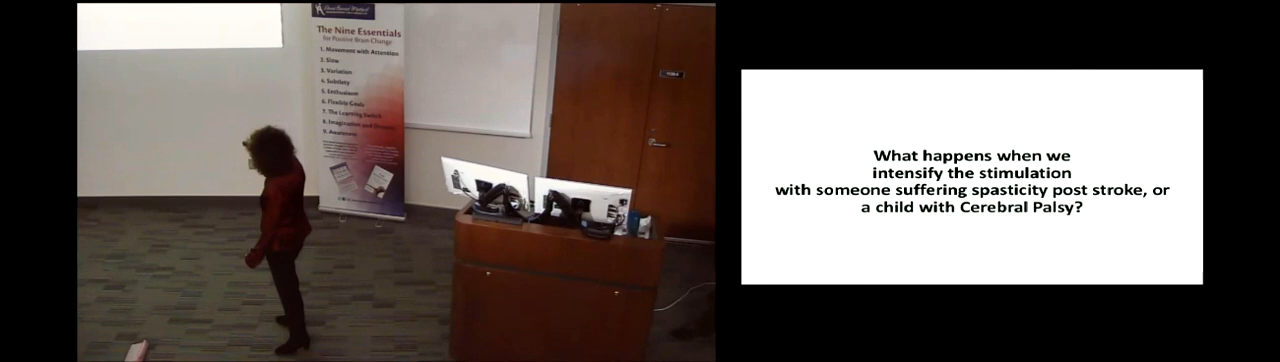 The Nine Essentials
for Positive Brain Change
1. Movement with Attention
2. Slow
3. Variation
4. Subtlety
5. Enthusiasm
6. Flexible Goals
7. The Learning Switch
8. Imagination and Dreams
9. Awareness
What happens when we
intensify the stimulation
with someone suffering spasticity post stroke, or
a child with Cerebral Palsy?